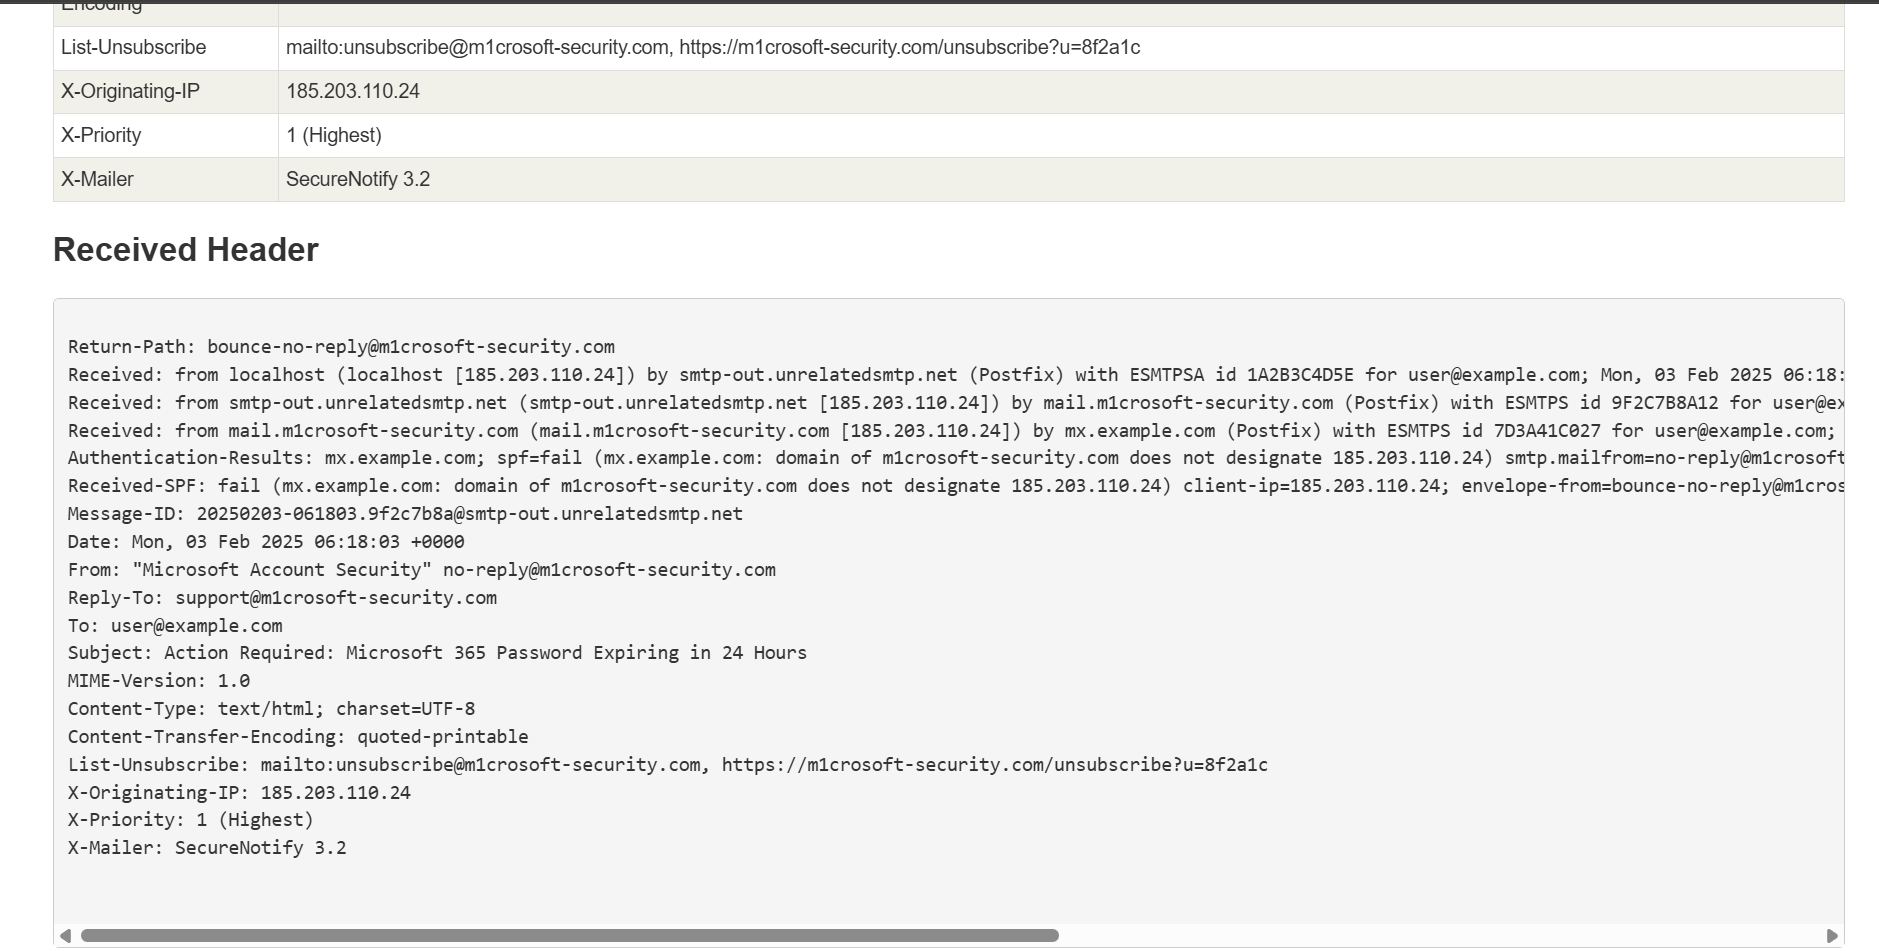 Encoding
List-Unsubscribe mailto:unsubscribe@m1crosoft-security.com, https://m1crosoft-security.com/unsubscribe?u=8f2a1c
X-Originating-IP 185.203.110.24
X-Priority 1 (Highest)
X-Mailer SecureNotify 3.2
Received Header
Return-Path: bounce-no-reply@m1crosoft-security.com
Received: from localhost (localhost [185.203.110.24]) by smtp-out.unrelatedsmtp.net (Postfix) with ESMTPSA id 1A2B3C4D5E for user@example.com; Mon, 03 Feb 2025 06:18:
Received: from smtp-out.unrelatedsmtp.net (smtp-out.unrelatedsmtp.net [185.203.110.24]) by mail.m1crosoft-security.com (Postfix) with ESMTPS id 9F2C7B8A12 for user@ex
Received: from mail.m1crosoft-security.com (mail.m1crosoft-security.com [185.203.110.24]) by mx.example.com (Postfix) with ESMTPS id 7D3A41C027 for user@example.com;
Authentication-Results: mx.example.com; spf=fail (mx.example.com: domain of m1crosoft-security.com does not designate 185.203.110.24) smtp.mailfrom=no-reply@m1crosoft
Received-SPF: fail (mx.example.com: domain of m1crosoft-security.com does not designate 185.203.110.24) client-ip=185.203.110.24; envelope-from=bounce-no-reply@m1cros
Message-ID: 20250203-061803.9f2c7b8a@smtp-out.unrelatedsmtp.net
Date: Mon, 03 Feb 2025 06:18:03 +0000
From: "Microsoft Account Security" no-reply@m1crosoft-security.com
Reply-To: support@m1crosoft-security.com
To: user@example.com
Subject: Action Required: Microsoft 365 Password Expiring in 24 Hours
MIME-Version: 1.0
Content-Type: text/html; charset=UTF-8
Content-Transfer-Encoding: quoted-printable
List-Unsubscribe: mailto:unsubscribe@m1crosoft-security.com, https://m1crosoft-security.com/unsubscribe?u=8f2a1c
X-Originating-IP: 185.203.110.24
X-Priority: 1 (Highest)
X-Mailer: SecureNotify 3.2